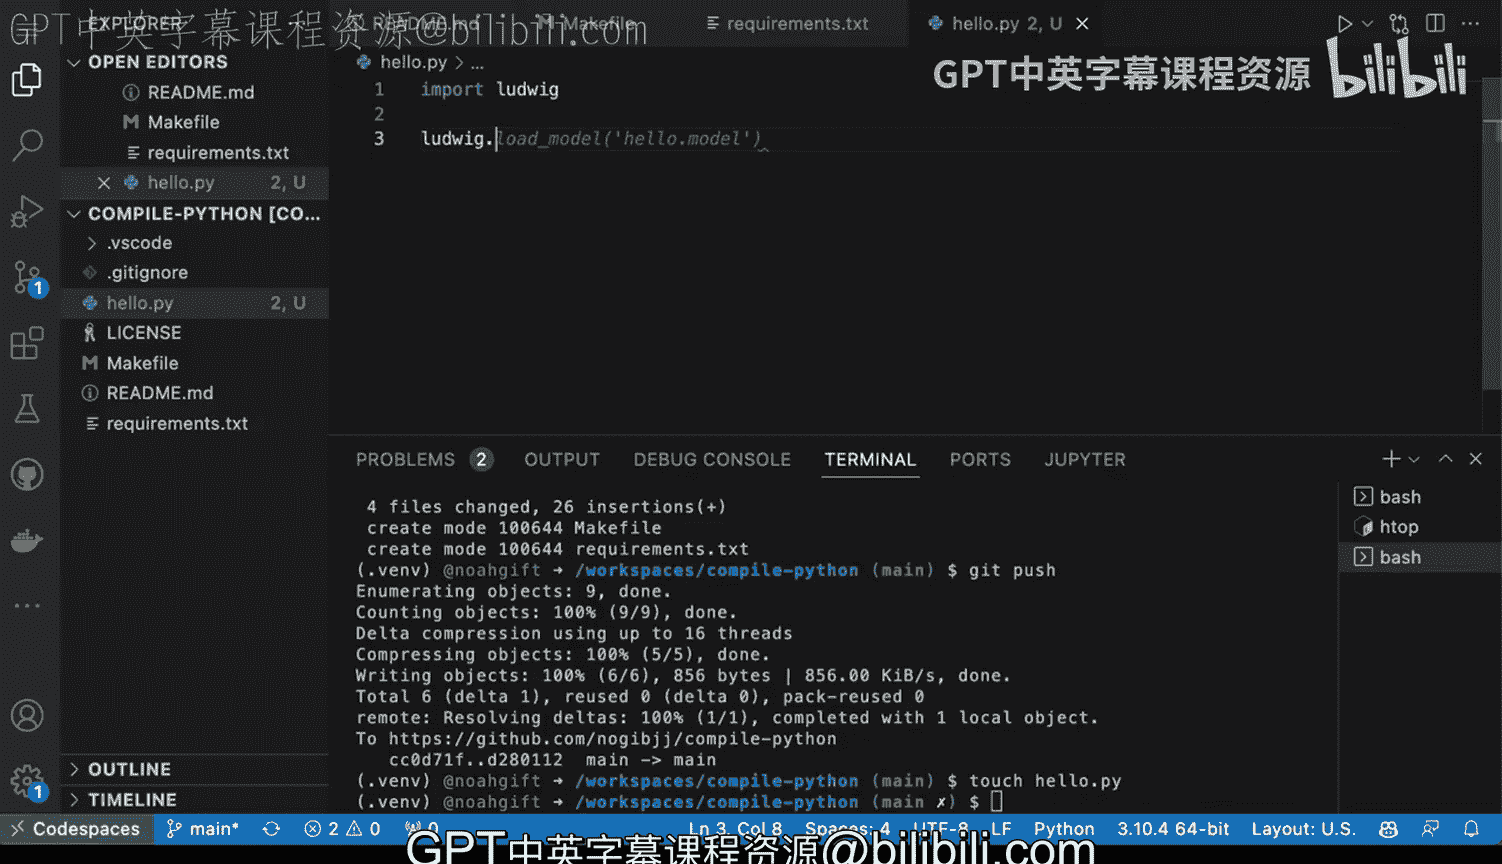 GPT中英字幕课程资源@bilibili.com
EXPLORER
README.md
Makefile
requirements.txt
hello.py 2, U
GPT中英字幕课程资源 bilibili
OPEN EDITORS
README.md
Makefile
requirements.txt
hello.py 2, U
COMPILE-PYTHON [CO...
.vscode
.gitignore
hello.py 2, U
LICENSE
Makefile
README.md
requirements.txt
OUTLINE
TIMELINE
hello.py > ...
1 import ludwig
2
3 ludwig.load_model('hello.model')
PROBLEMS 2 OUTPUT DEBUG CONSOLE TERMINAL PORTS JUPYTER
4 files changed, 26 insertions(+)
create mode 100644 Makefile
create mode 100644 requirements.txt
(.venv) @noahgift → /workspaces/compile-python (main) $ git push
Enumerating objects: 9, done.
Counting objects: 100% (9/9), done.
Delta compression using up to 16 threads
Compressing objects: 100% (5/5), done.
Writing objects: 100% (6/6), 856 bytes | 856.00 KiB/s, done.
Total 6 (delta 1), reused 0 (delta 0), pack-reused 0
remote: Resolving deltas: 100% (1/1), completed with 1 local object.
To https://github.com/nogibjj/compile-python
cc0d71f..d280112 main -> main
(.venv) @noahgift → /workspaces/compile-python (main) $ touch hello.py
(.venv) @noahgift → /workspaces/compile-python (main ✗) $
bash
htop
bash
1
1
Codespaces main* 2 0 0 Ln 3, Col 8 Spaces: 4 UTF-8 LF Python 3.10.4 64-bit Layout: U.S.
GPT中英字幕课程资源@bilibili.com